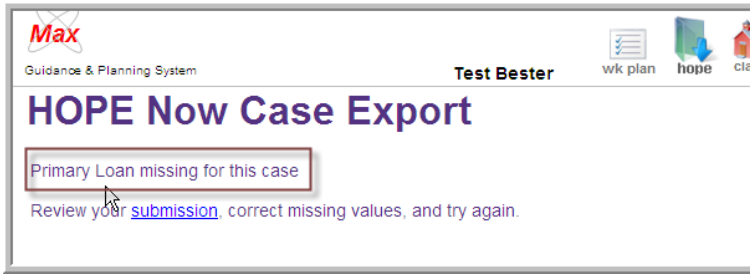 Max
Guidance & Planning System
Test Bester
wk plan
hope
HOPE Now Case Export
Primary Loan missing for this case
Review your submission, correct missing values, and try again.